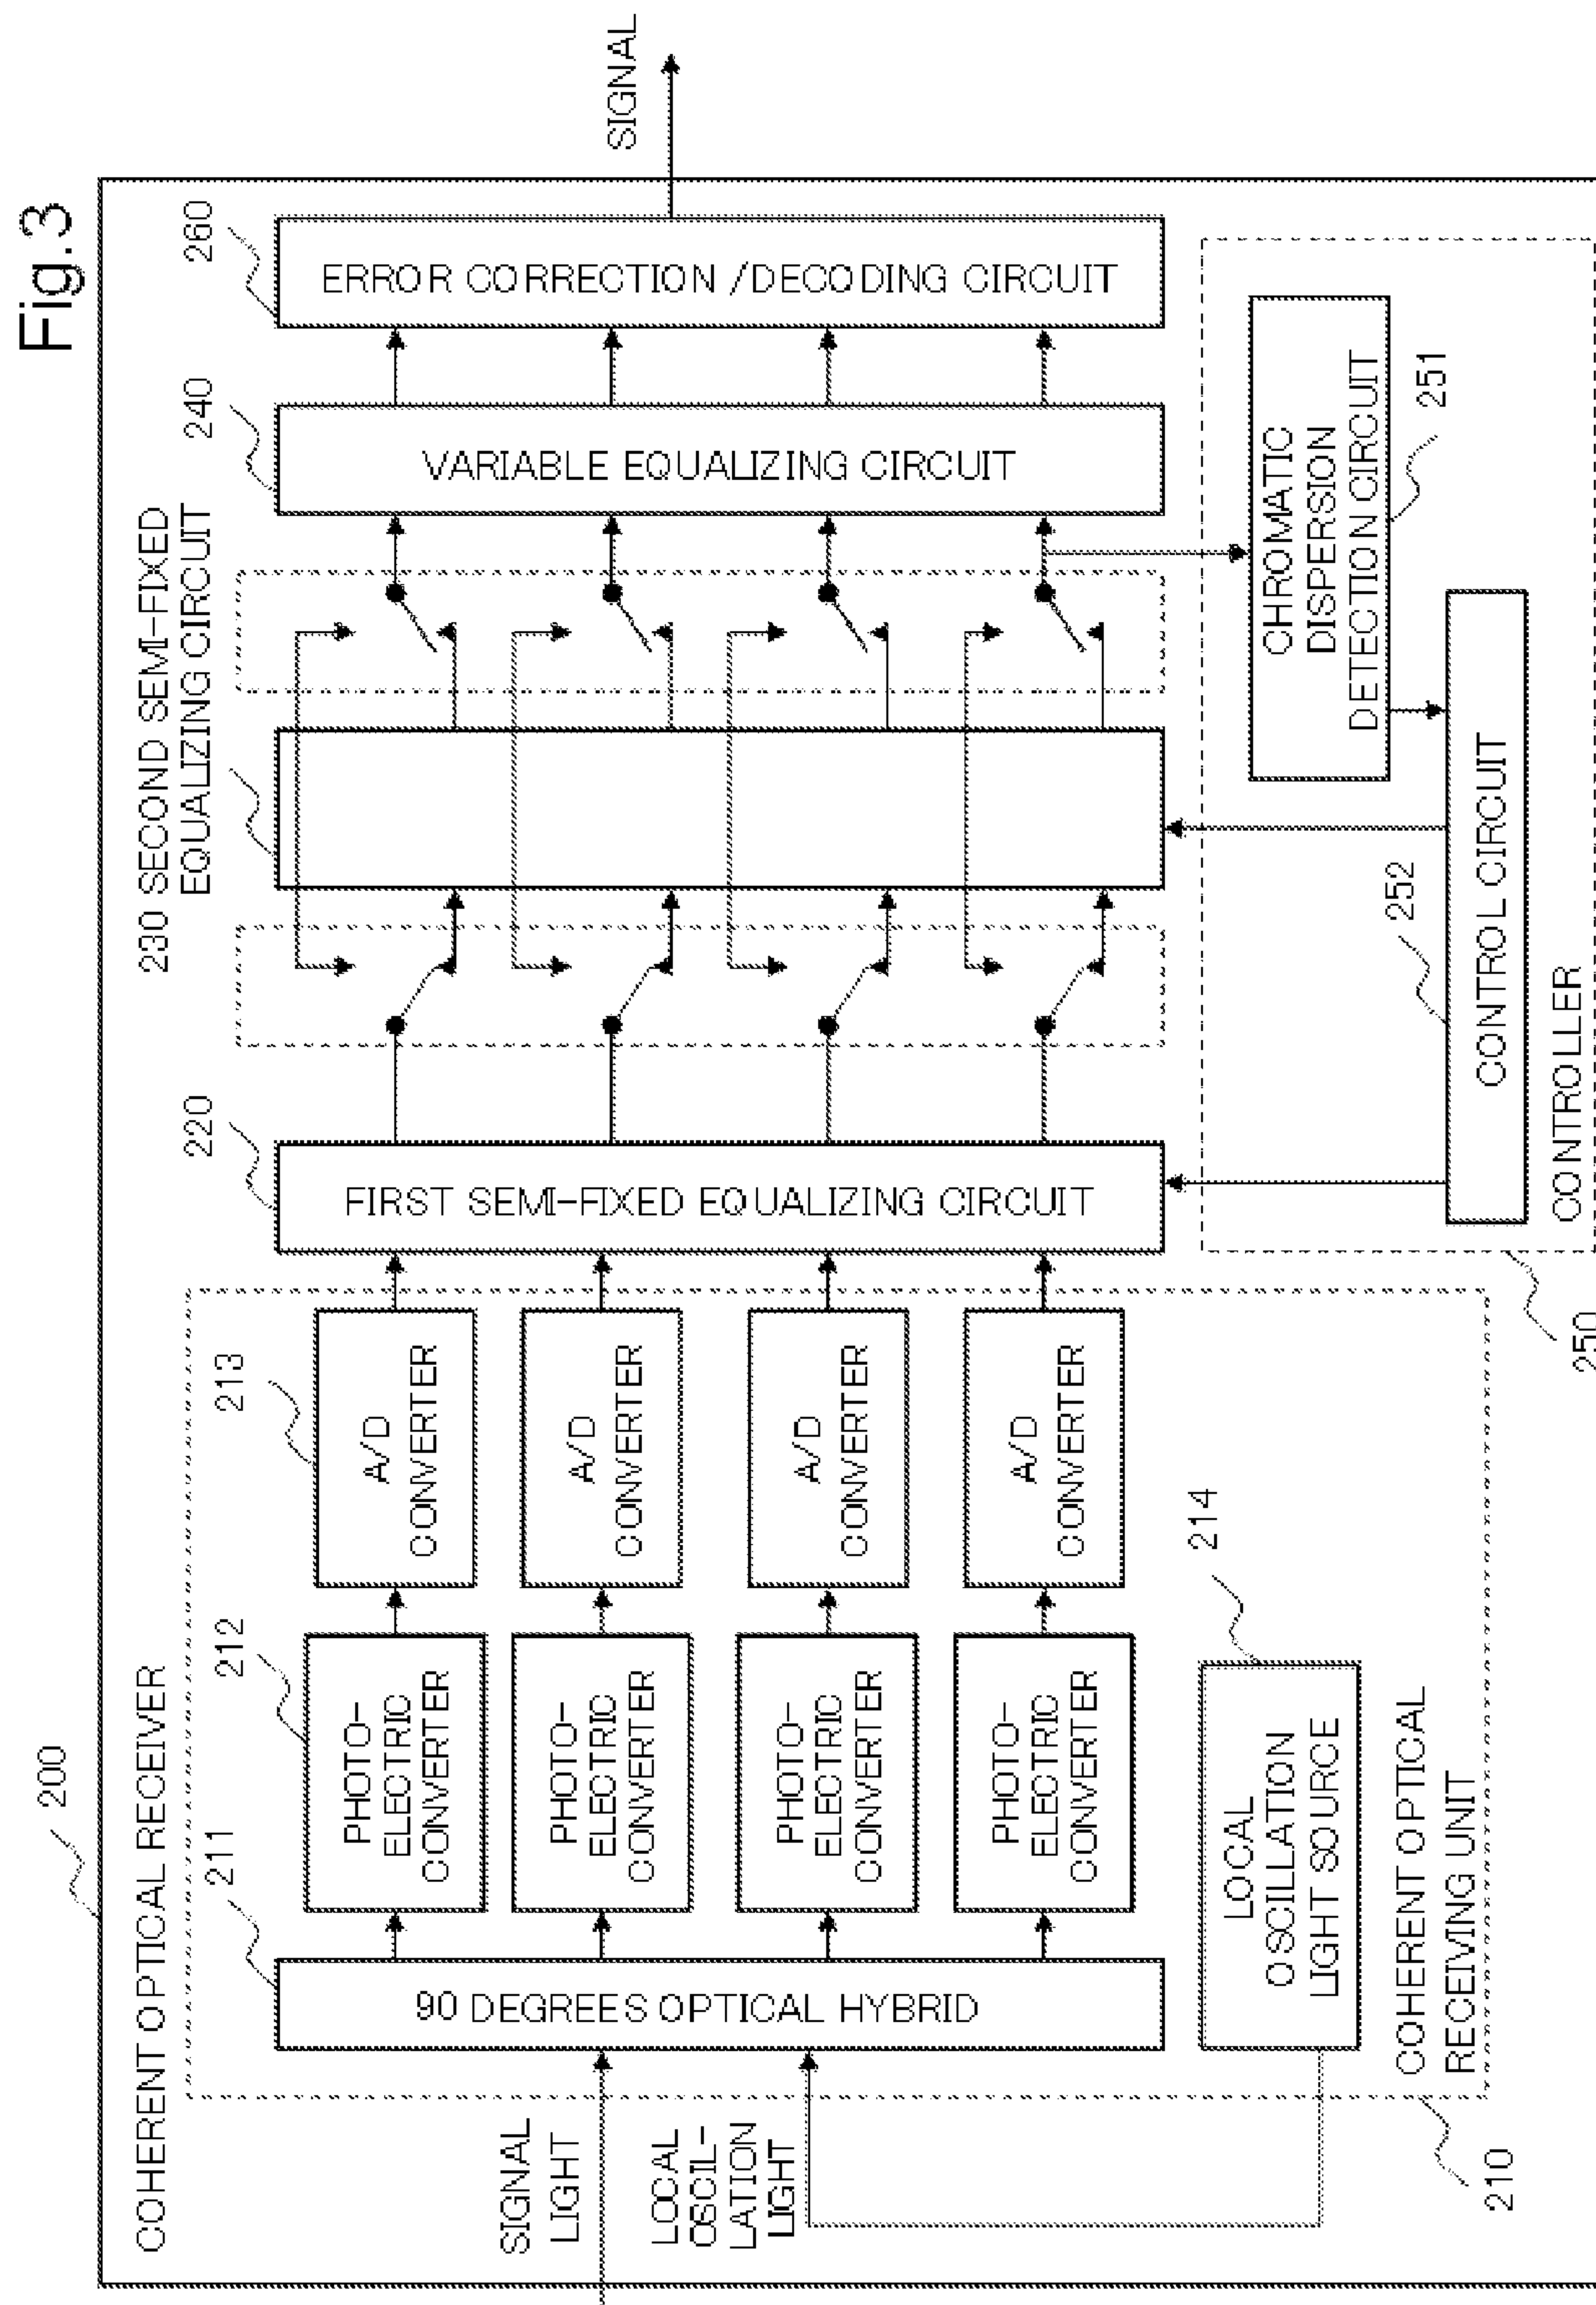 Fig.3
200
COHERENT OPTICAL RECEIVER
SIGNAL
LIGHT
LOCAL
OSCIL-
LATION
LIGHT
211
90 DEGREES OPTICAL HYBRID
212
PHOTO-
ELECTRIC
CONVERTER
PHOTO-
ELECTRIC
CONVERTER
PHOTO-
ELECTRIC
CONVERTER
PHOTO-
ELECTRIC
CONVERTER
213
A/D
CONVERTER
A/D
CONVERTER
A/D
CONVERTER
A/D
CONVERTER
214
LOCAL
OSCILLATION
LIGHT SOURCE
COHERENT OPTICAL
RECEIVING UNIT
210
220
FIRST SEMI-FIXED EQUALIZING CIRCUIT
230 SECOND SEMI-FIXED
EQUALIZING CIRCUIT
240
VARIABLE EQUALIZING CIRCUIT
260
ERROR CORRECTION /DECODING CIRCUIT
SIGNAL
CHROMATIC
DISPERSION
DETECTION CIRCUIT
251
252
CONTROL CIRCUIT
CONTROLLER
250